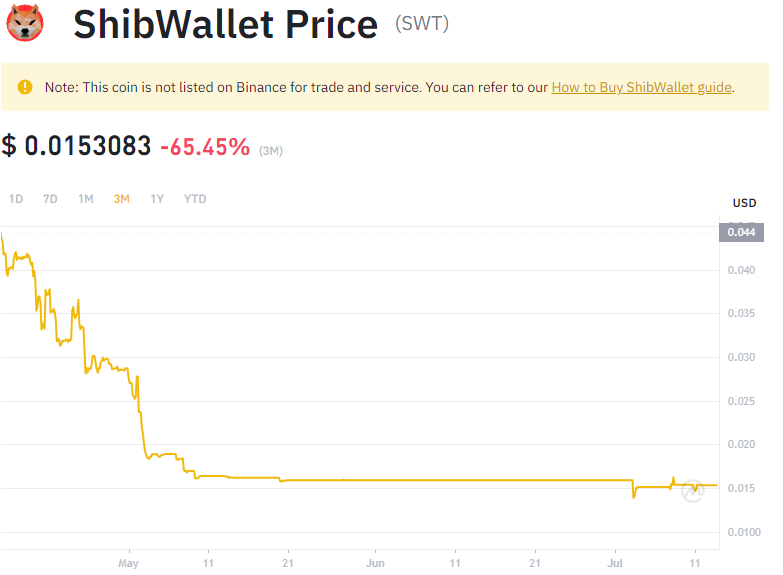 ShibWallet Price (SWT)
Note: This coin is not listed on Binance for trade and service. You can refer to our How to Buy ShibWallet guide.
$ 0.0153083 -65.45% (3M)
1D 7D 1M 3M 1Y YTD
USD
0.044
0.040
0.035
0.030
0.025
0.020
0.015
0.0100
May 11 21 Jun 11 21 Jul 11